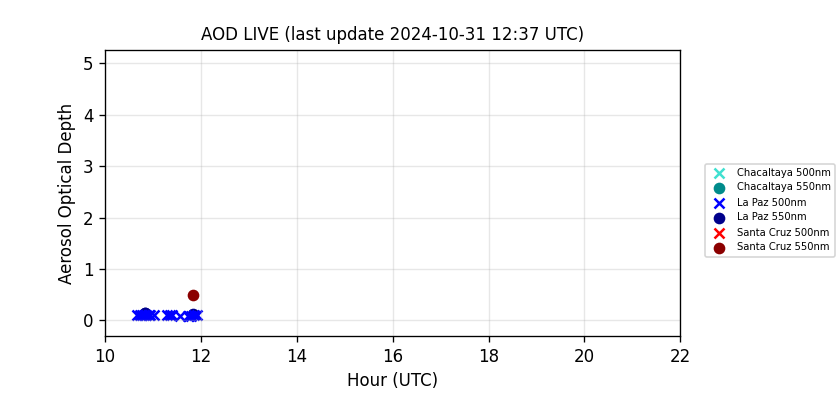 AOD LIVE (last update 2024-10-31 12:37 UTC)
Aerosol Optical Depth
5
4
3
2
1
0
10 12 14 16 18 20 22
Hour (UTC)
Chacaltaya 500nm
Chacaltaya 550nm
La Paz 500nm
La Paz 550nm
Santa Cruz 500nm
Santa Cruz 550nm